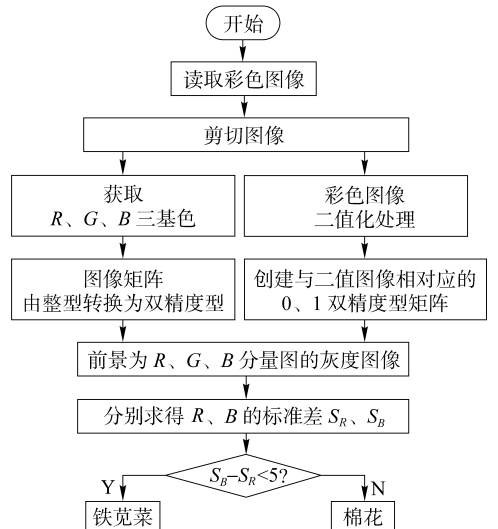 开始
读取彩色图像
剪切图像
获取
R、G、B 三基色
彩色图像
二值化处理
图像矩阵
由整型转换为双精度型
创建与二值图像相对应的
0、1 双精度型矩阵
前景为 R、G、B 分量图的灰度图像
分别求得 R、B 的标准差 S_R、S_B
S_B–S_R<5?
Y
N
铁苋菜
棉花